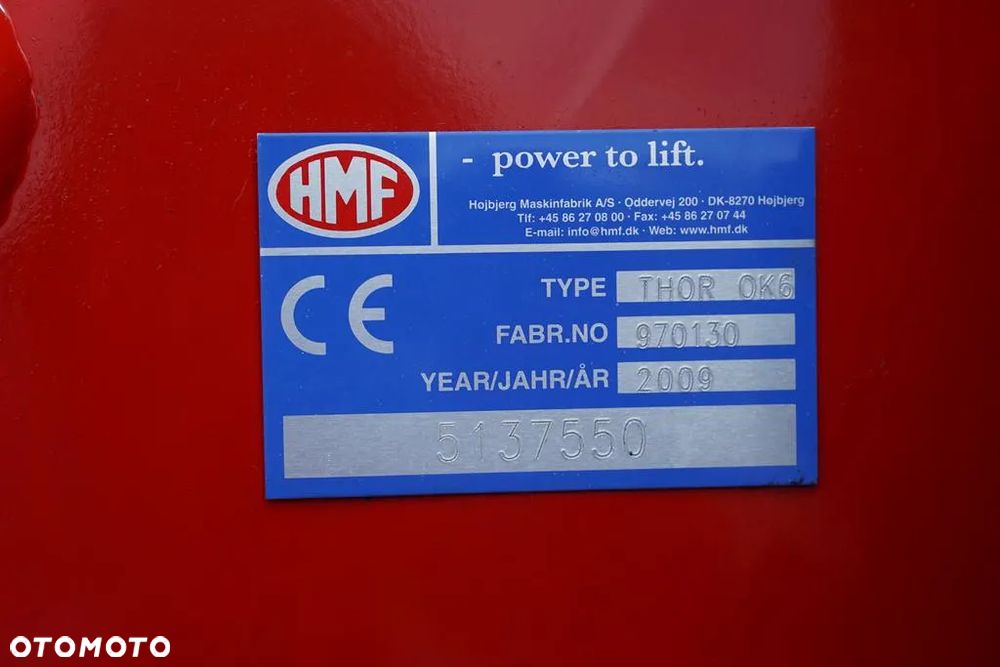 HMF
- power to lift.
Højbjerg Maskinfabrik A/S · Oddervej 200 · DK-8270 Højbjerg
Tlf: +45 86 27 08 00 · Fax: +45 86 27 07 44
E-mail: info@hmf.dk · Web: www.hmf.dk
CE
TYPE THOR OK6
FABR.NO 970130
YEAR/JAHR/ÅR 2009
5137550
OTOMOTO